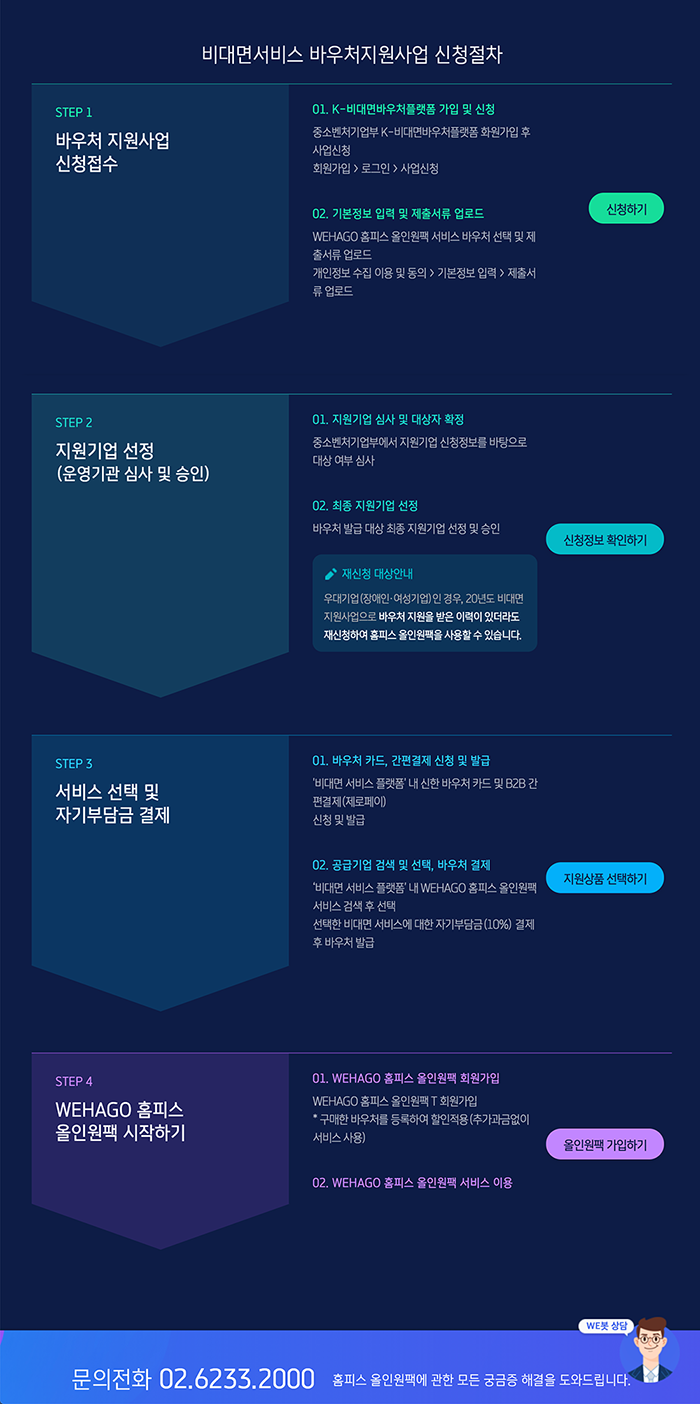 비대면서비스 바우처지원사업 신청절차
STEP 1
바우처 지원사업
신청접수
01. K-비대면바우처플랫폼 가입 및 신청
중소벤처기업부 K-비대면바우처플랫폼 화원가입 후
사업신청
회원가입 > 로그인 > 사업신청
02. 기본정보 입력 및 제출서류 업로드
WEHAGO 홈피스 올인원팩 서비스 바우처 선택 및 제
출서류 업로드
개인정보 수집 이용 및 동의 > 기본정보 입력 > 제출서
류 업로드
신청하기
STEP 2
지원기업 선정
(운영기관 심사 및 승인)
01. 지원기업 심사 및 대상자 확정
중소벤처기업부에서 지원기업 신청정보를 바탕으로
대상 여부 심사
02. 최종 지원기업 선정
바우처 발급 대상 최종 지원기업 선정 및 승인
재신청 대상안내
우대기업(장애인·여성기업)인 경우, 20년도 비대면
지원사업으로 바우처 지원을 받은 이력이 있더라도
재신청하여 홈피스 올인원팩을 사용할 수 있습니다.
신청정보 확인하기
STEP 3
서비스 선택 및
자기부담금 결제
01. 바우처 카드, 간편결제 신청 및 발급
'비대면 서비스 플랫폼' 내 신한 바우처 카드 및 B2B 간
편결제(제로페이)
신청 및 발급
02. 공급기업 검색 및 선택, 바우처 결제
'비대면 서비스 플랫폼' 내 WEHAGO 홈피스 올인원팩
서비스 검색 후 선택
선택한 비대면 서비스에 대한 자기부담금(10%) 결제
후 바우처 발급
지원상품 선택하기
STEP 4
WEHAGO 홈피스
올인원팩 시작하기
01. WEHAGO 홈피스 올인원팩 회원가입
WEHAGO 홈피스 올인원팩 T 회원가입
* 구매한 바우처를 등록하여 할인적용(추가과금없이
서비스 사용)
02. WEHAGO 홈피스 올인원팩 서비스 이용
올인원팩 가입하기
WE봇 상담
문의전화 02.6233.2000 홈피스 올인원팩에 관한 모든 궁금증 해결을 도와드립니다.